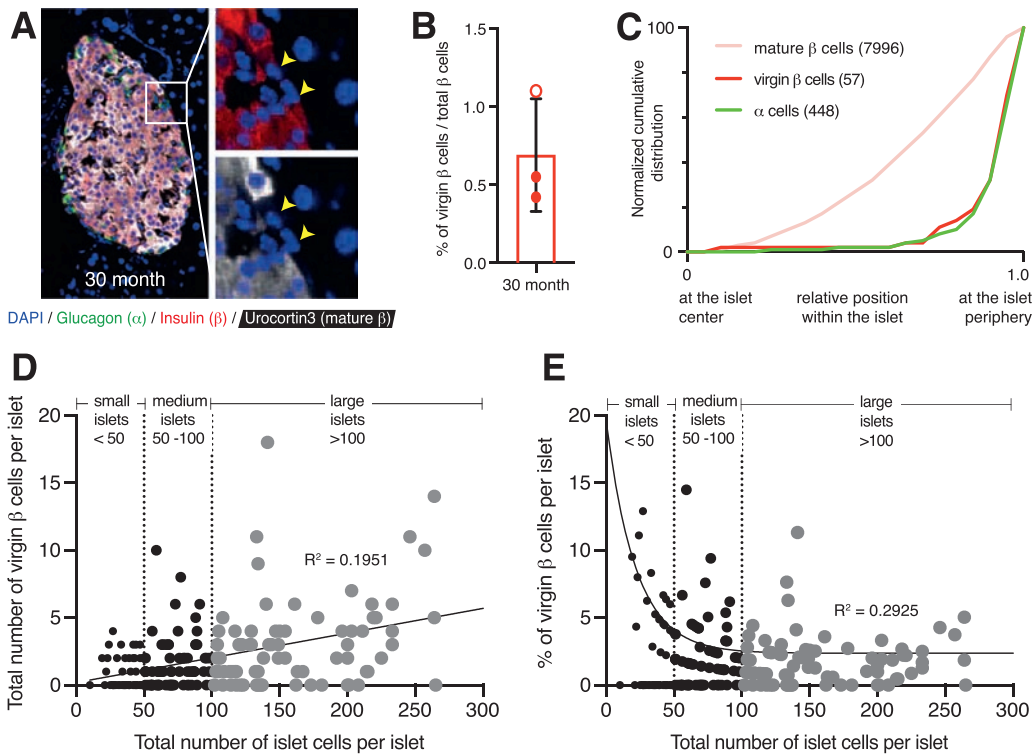 A
30 month
DAPI / Glucagon (α) / Insulin (β) / Urocortin3 (mature β)
B
% of virgin β cells / total β cells
1.5
1.0
0.5
0.0
30 month
C
Normalized cumulative
distribution
100
0
mature β cells (7996)
virgin β cells (57)
α cells (448)
0
1.0
at the islet
center
relative position
within the islet
at the islet
periphery
D
Total number of virgin β cells per islet
20
15
10
5
0
small
islets
< 50
medium
islets
50 -100
large
islets
>100
R² = 0.1951
0 50 100 150 200 250 300
Total number of islet cells per islet
E
% of virgin β cells per islet
20
15
10
5
0
small
islets
< 50
medium
islets
50 -100
large
islets
>100
R² = 0.2925
0 50 100 150 200 250 300
Total number of islet cells per islet